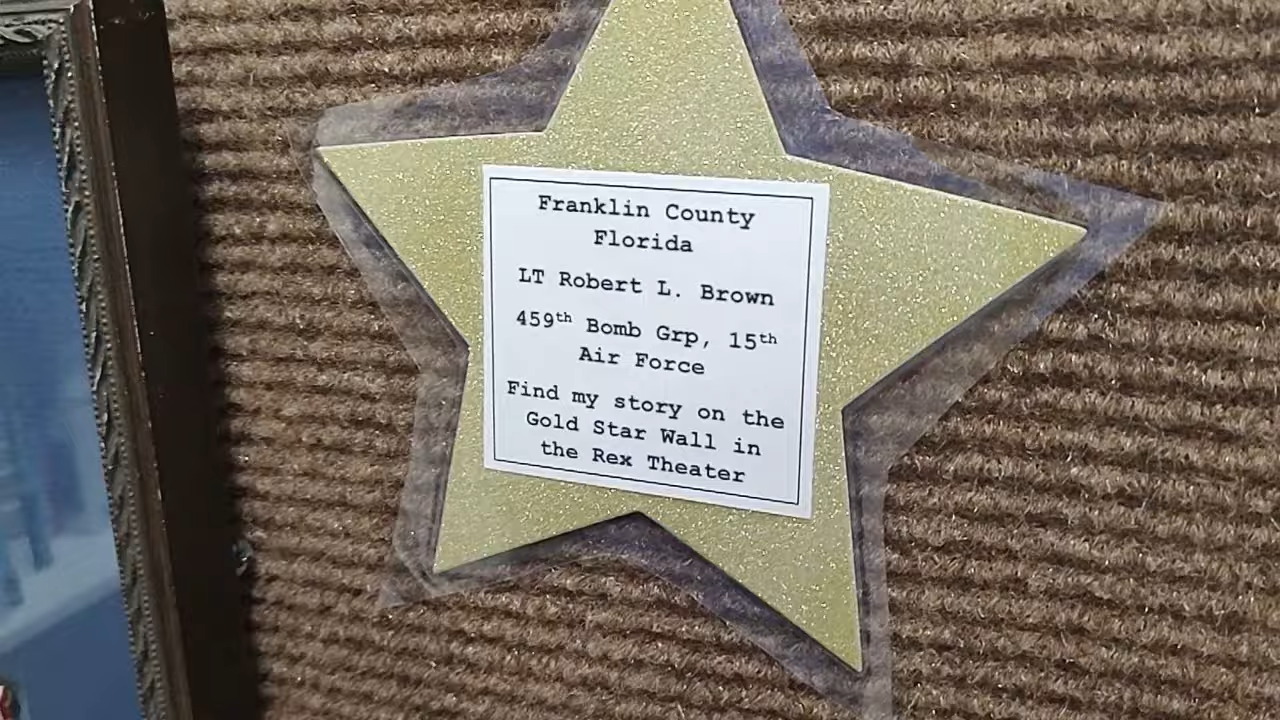 Franklin County
Florida
LT Robert L. Brown
459th Bomb Grp, 15th
Air Force
Find my story on the
Gold Star Wall in
the Rex Theater